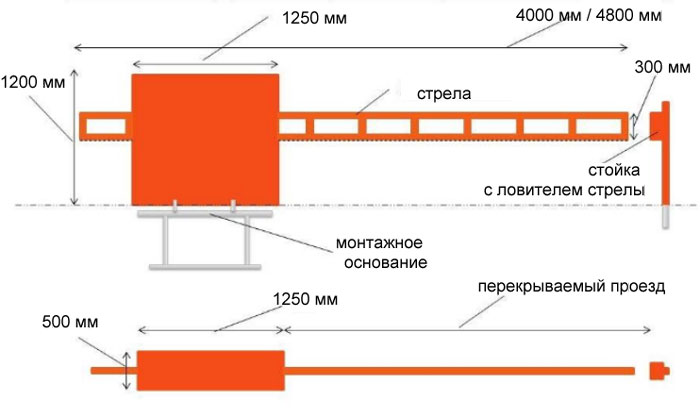 1250 мм
4000 мм / 4800 мм
1200 мм
300 мм
стрела
стойка
с ловителем стрелы
монтажное
основание
перекрываемый проезд
1250 мм
500 мм